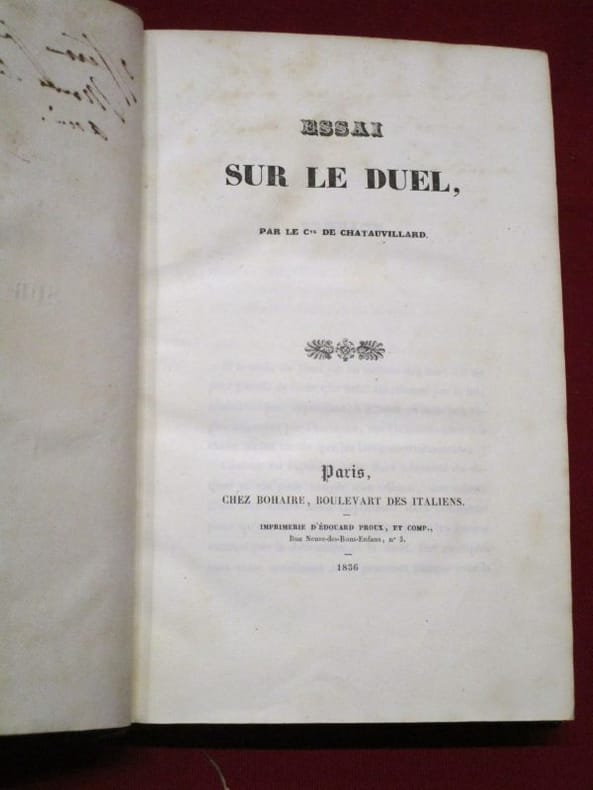 ESSAI
SUR LE DUEL,
PAR LE Cte DE CHATAUVILLARD.
Paris,
CHEZ BOHAIRE, BOULEVART DES ITALIENS.
IMPRIMERIE D'ÉDOUARD PROUX, ET COMP.,
Rue Neuve-des-Bons-Enfans, n° 3.
1836